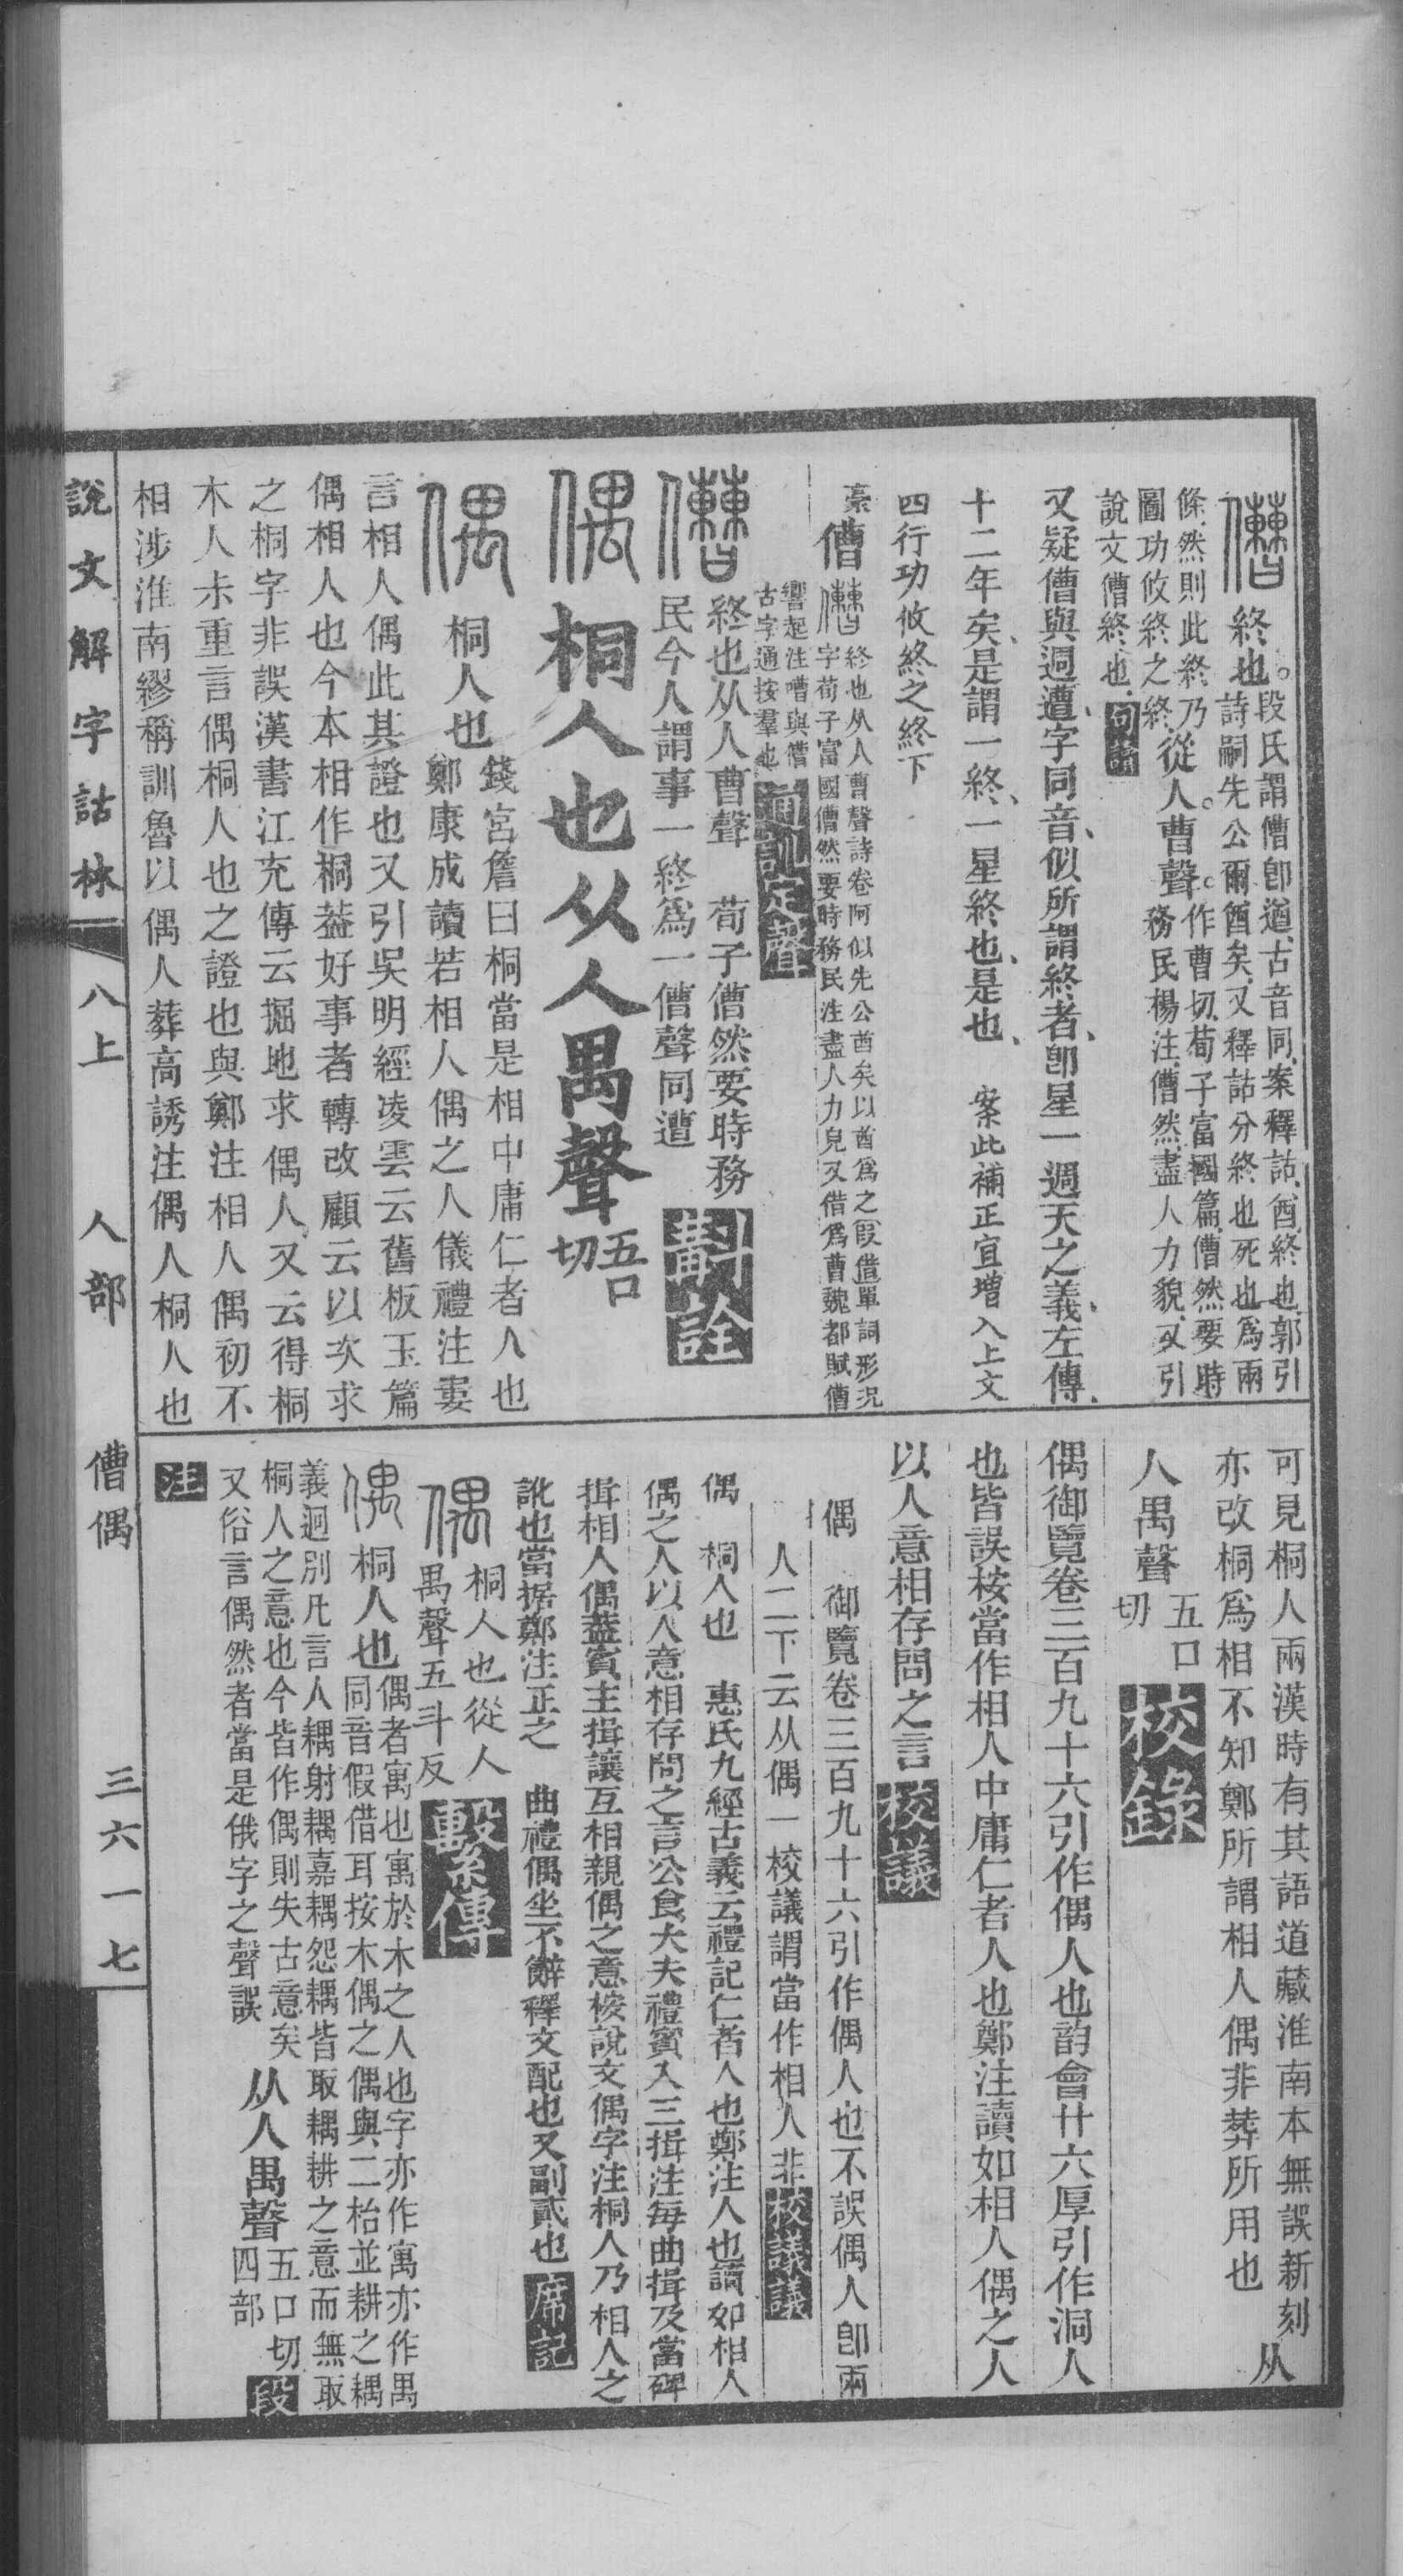 終也。段氏謂傮卽遒、古音同、案釋詁、酋、終也、郭引
詩嗣先公爾酋矣、又釋詁分終也死也、爲兩
條、然則此終乃從人。曹聲。作曹切、荀子富國篇、傮然要時
圖功攸終之終、務民楊注、傮然、盡人力貌、又引
說文傮終也、句讀
又疑傮與週遭字同音、似所謂終者、卽星一週天之義、左傳、
十二年矣、是謂一終、一星終也、是也、 案此補正宜增入上文
四行功攸終之終下
傮 終也从人曹聲詩卷阿似先公酋矣以酋爲之叚借單詞形況
字荀子富國傮然要時務民注盡人力皃又借爲曹魏都賦傮
響起注嘈與傮
古字通按羣也 通訓定聲
終也从人曹聲 荀子傮然要時務
民今人謂事一終爲一傮聲同遭 斠詮
偶 桐人也从人禺聲 五口切
偶 桐人也 錢宮詹曰桐當是相中庸仁者人也
鄭康成讀若相人偶之人儀禮注婁
言相人偶此其證也又引吳明經凌雲云舊板玉篇
偶相人也今本相作桐葢好事者轉改顧云以次求
之桐字非誤漢書江充傳云掘地求偶人又云得桐
木人尗重言偶桐人也之證也與鄭注相人偶初不
相涉淮南繆稱訓魯以偶人葬高誘注偶人桐人也
可見桐人兩漢時有其語道藏淮南本無誤新刻
亦改桐爲相不知鄭所謂相人偶非葬所用也 从
人禺聲 五口切 校錄
偶御覽卷三百九十六引作偶人也韵會廿六厚引作洞人
也皆誤桉當作相人中庸仁者人也鄭注讀如相人偶之人
以人意相存問之言 校議
偶 御覽卷三百九十六引作偶人也不誤偶人卽兩
人二下云从偶一校議謂當作相人非 校議議
偶 桐人也 惠氏九經古義云禮記仁者人也鄭注人也讀如相人
偶之人以人意相存問之言公食大夫禮賓入三揖注每曲揖及當碑
揖相人偶葢賓主揖讓互相親偶之意桉說文偶字注桐人乃相人之
訛也當据鄭注正之 曲禮偶坐不辭釋文配也又副貳也 席記
偶 桐人也從人
禺聲五斗反 繫傳
偶 桐人也 偶者寓也寓於木之人也字亦作寓亦作禺
同音假借耳按木偶之偶與二枱並耕之耦
義迥別凡言人耦射耦嘉耦怨耦皆取耦耕之意而無取
桐人之意也今皆作偶則失古意矣
又俗言偶然者當是俄字之聲誤 从人禺聲 五口切
四部 段
注
說文解字詁林 八上 人部 傮偶 三六一七